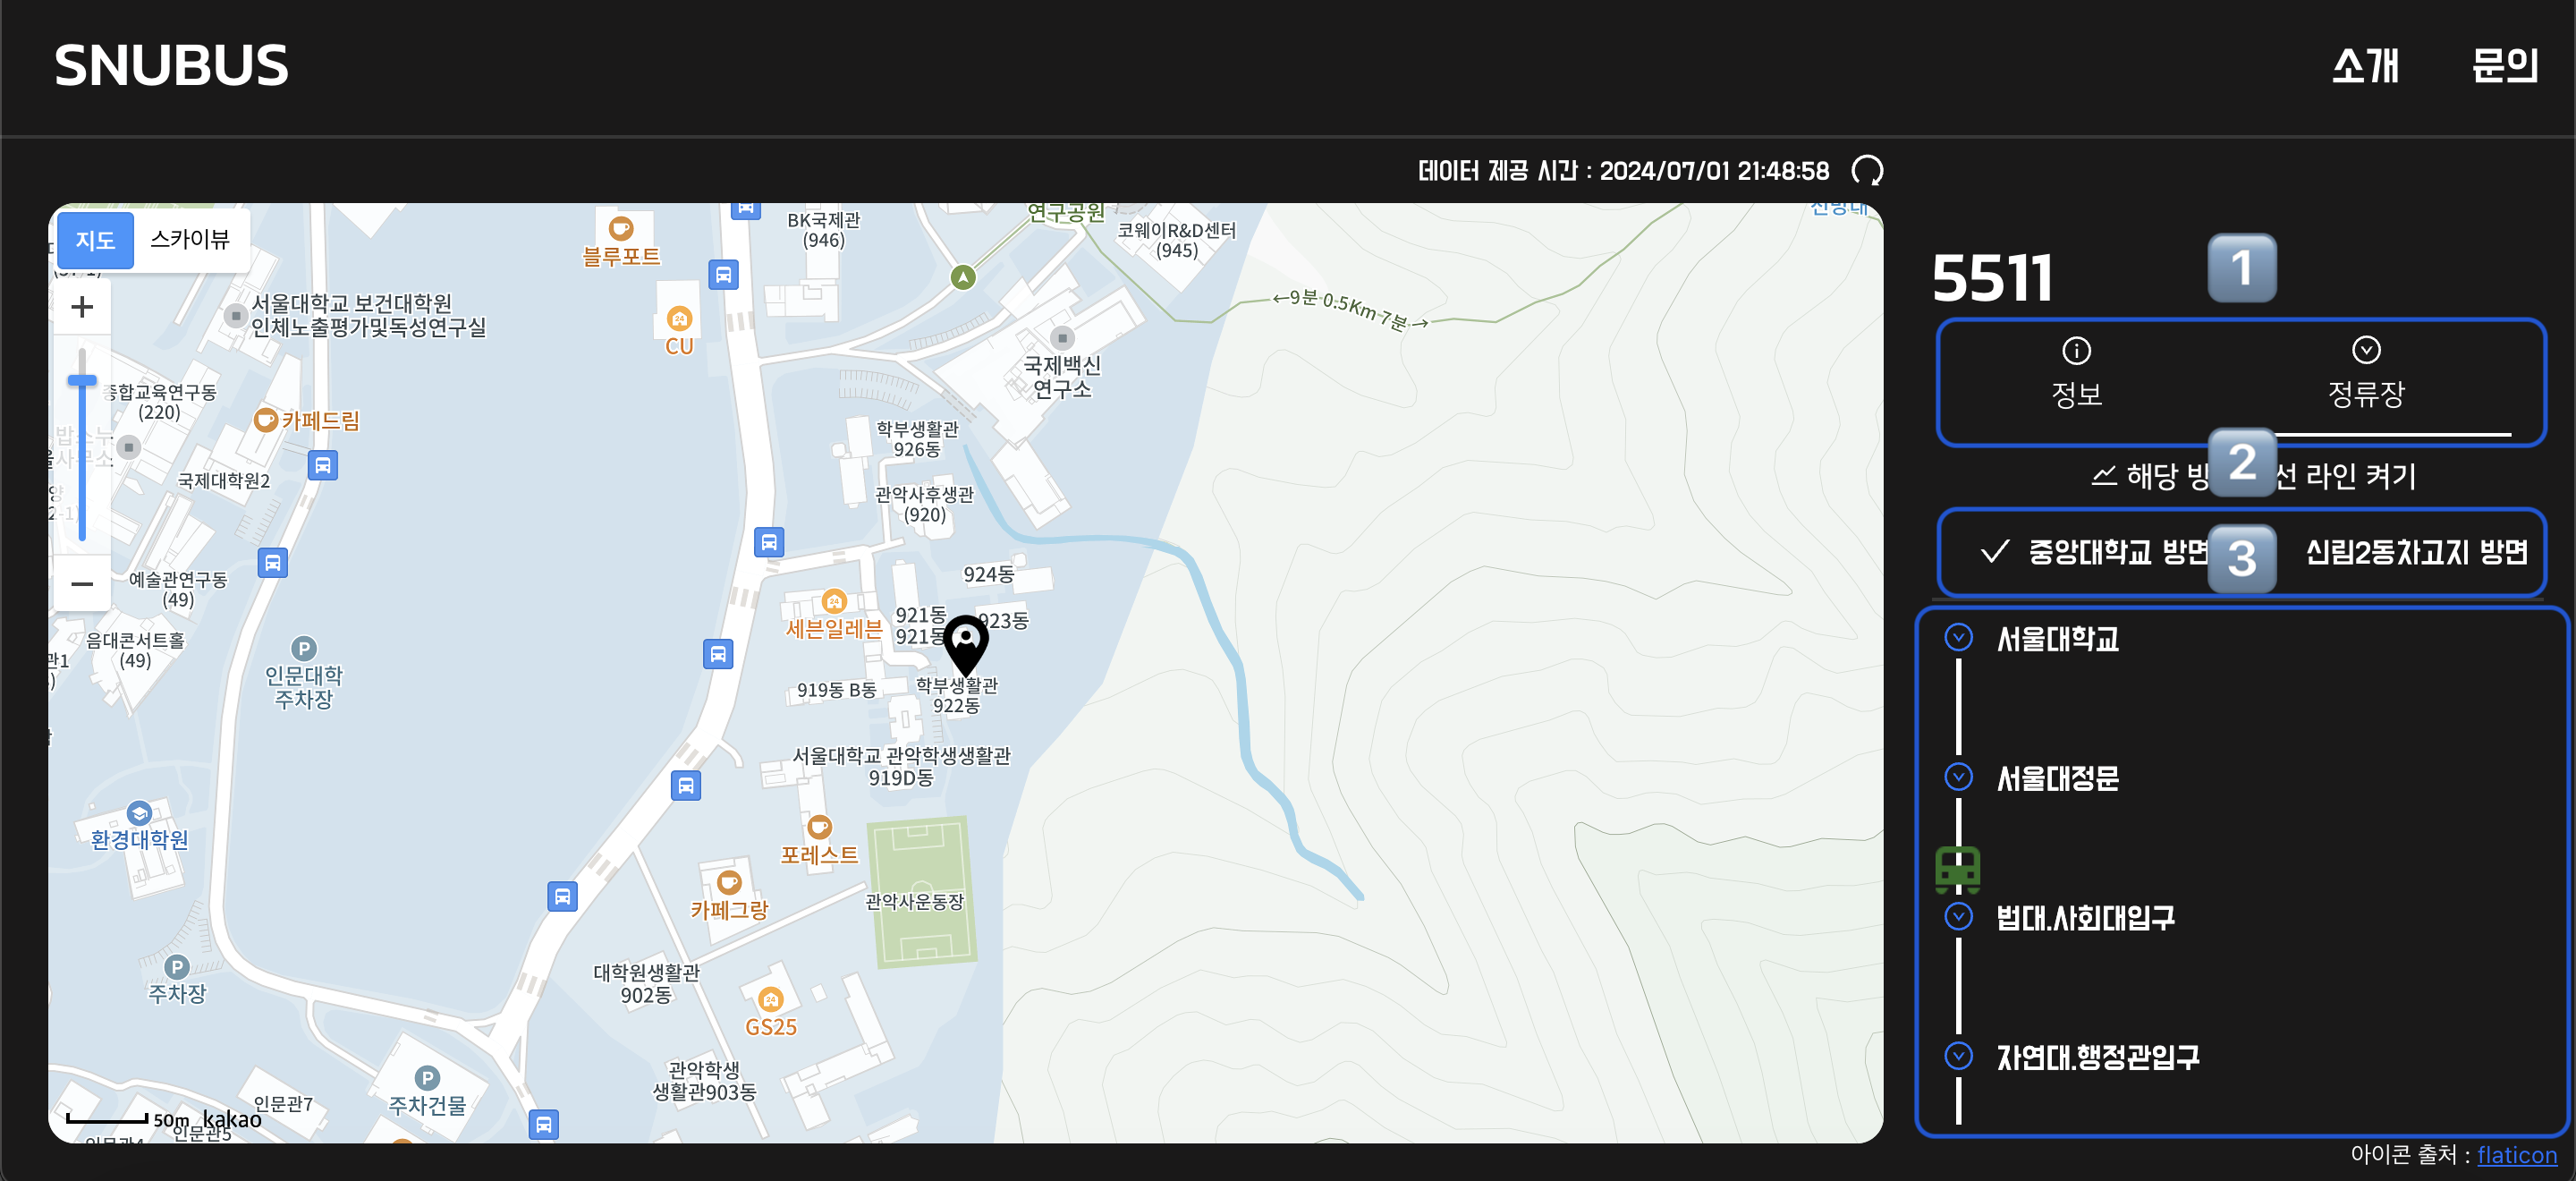 SNUBUS
소개
문의
데이터 제공 시간 : 2024/07/01 21:48:58
지도
스카이뷰
블루포트
BK국제관
(946)
연구공원
코웨이R&D센터
(945)
전망대
서울대학교 보건대학원
인체노출평가및독성연구실
CU
←9분 0.5Km 7분→
국제백신
연구소
종합교육연구동
(220)
카페드림
학부생활관
926동
국제대학원2
관악사후생관
(920)
예술관연구동
(49)
924동
921동
921동
923동
세븐일레븐
음대콘서트홀
(49)
인문대학
주차장
919동 B동
학부생활관
922동
서울대학교 관악학생생활관
919D동
환경대학원
포레스트
카페그랑
관악사운동장
주차장
대학원생활관
902동
GS25
관악학생
생활관903동
주차건물
인문관7
인문관5
인문관4
50m kakao
5511
1
정보
정류장
2
해당 방 선 라인 켜기
중앙대학교 방면
3
신림2동차고지 방면
서울대학교
서울대정문
법대.사회대입구
자연대.행정관입구
아이콘 출처 : flaticon